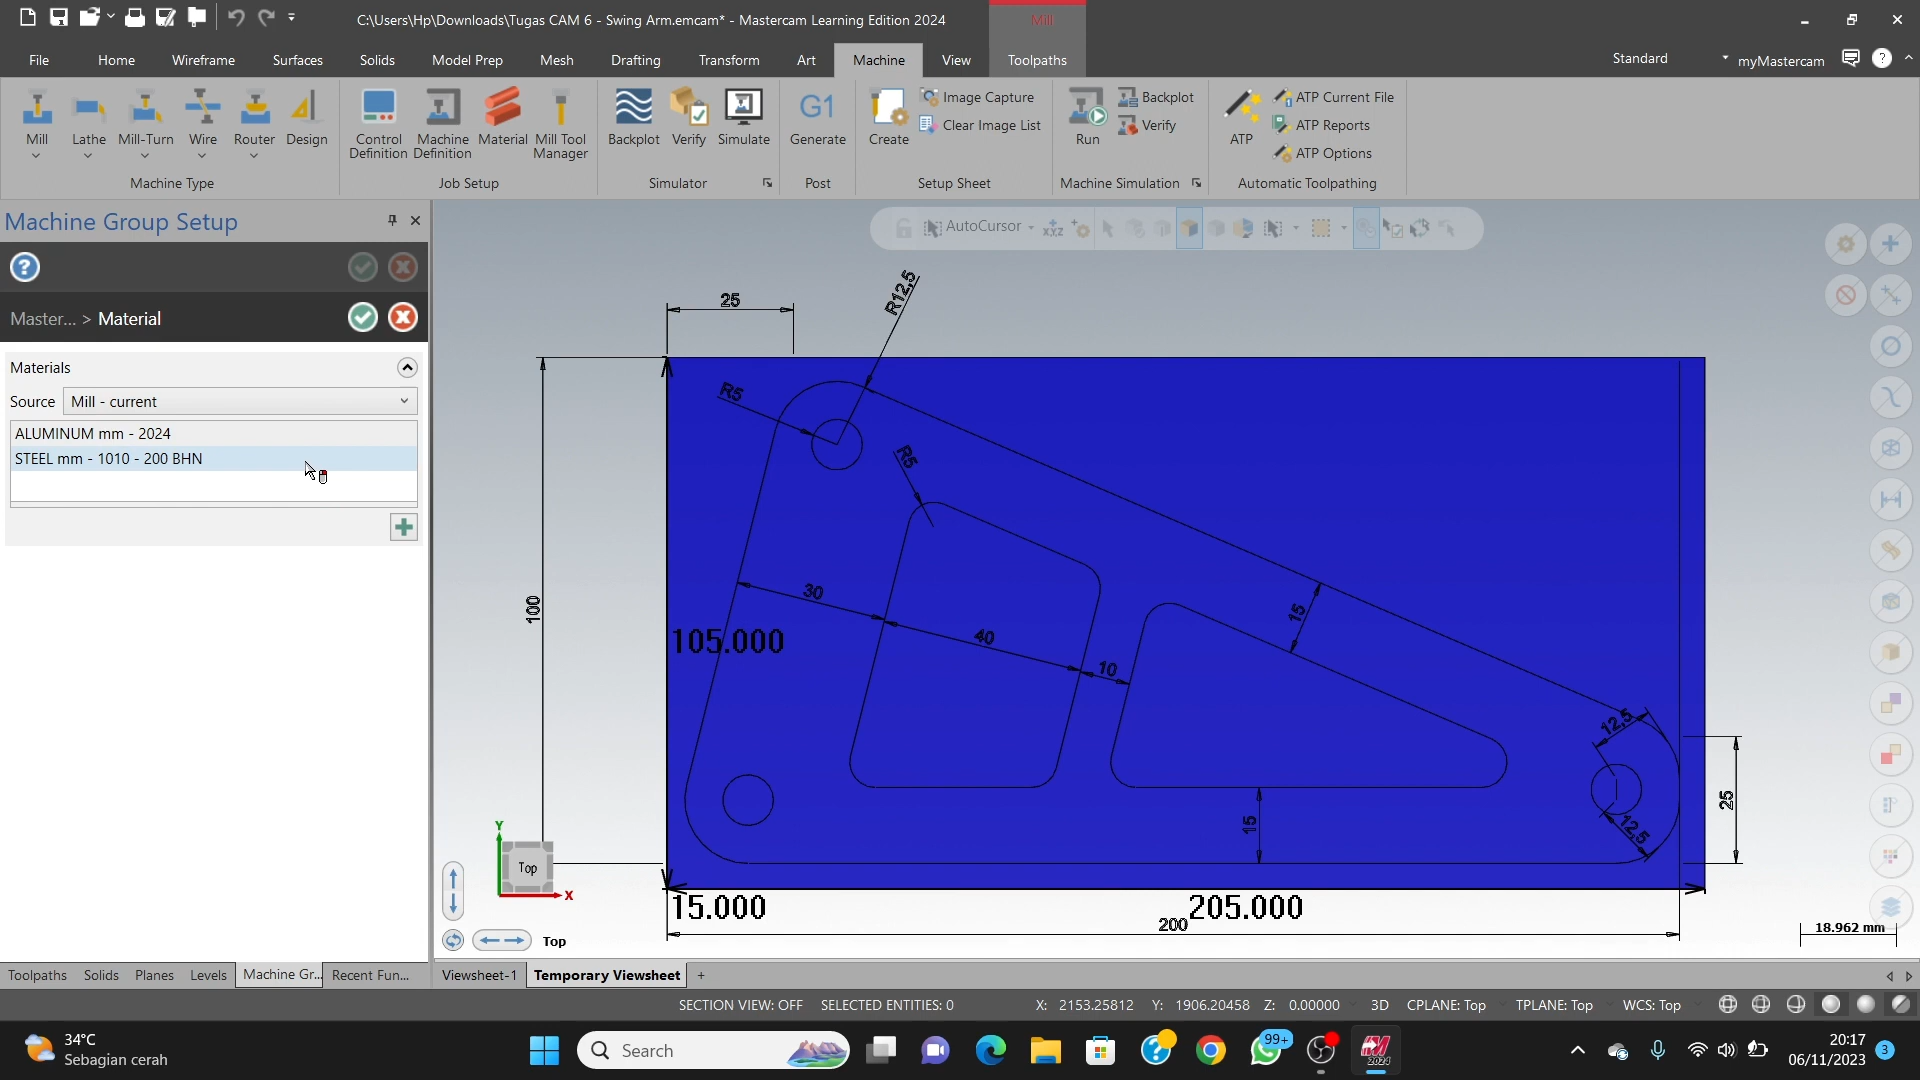 C:\Users\Hp\Downloads\Tugas CAM 6 - Swing Arm.emcam* - Mastercam Learning Edition 2024
Mill
File Home Wireframe Surfaces Solids Model Prep Mesh Drafting Transform Art Machine View Toolpaths Standard myMastercam
Mill Lathe Mill-Turn Wire Router Design
Machine Type
Control Definition Machine Definition Material Mill Tool Manager
Job Setup
Backplot Verify Simulate
Simulator
G1
Generate
Post
Create Image Capture Clear Image List
Setup Sheet
Run Backplot Verify
Machine Simulation
ATP ATP Current File ATP Reports ATP Options
Automatic Toolpathing
Machine Group Setup
Master... > Material
Materials
Source Mill - current
ALUMINUM mm - 2024
STEEL mm - 1010 - 200 BHN
AutoCursor
25
R12,5
R5
R5
100
30
40
10
15
105.000
12,5
25
12,5
15
15.000
205.000
200
Y
Top
X
Top
18.962 mm
Toolpaths Solids Planes Levels Machine Gr... Recent Fun...
Viewsheet-1 Temporary Viewsheet +
SECTION VIEW: OFF SELECTED ENTITIES: 0 X: 2153.25812 Y: 1906.20458 Z: 0.00000 3D CPLANE: Top TPLANE: Top WCS: Top
34°C
Sebagian cerah
Search
99+
2024
20:17
06/11/2023
3